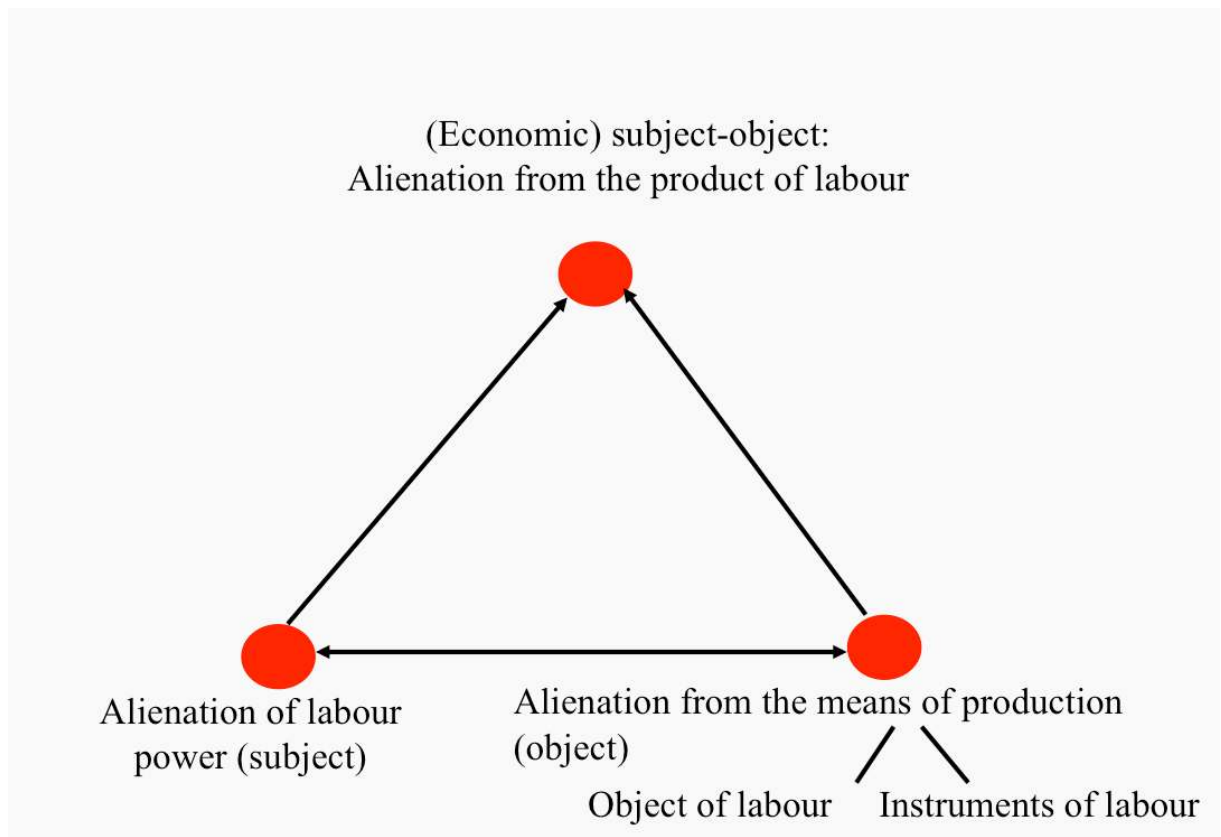 (Economic) subject-object:
Alienation from the product of labour
Alienation of labour
power (subject)
Alienation from the means of production
(object)
Object of labour
Instruments of labour